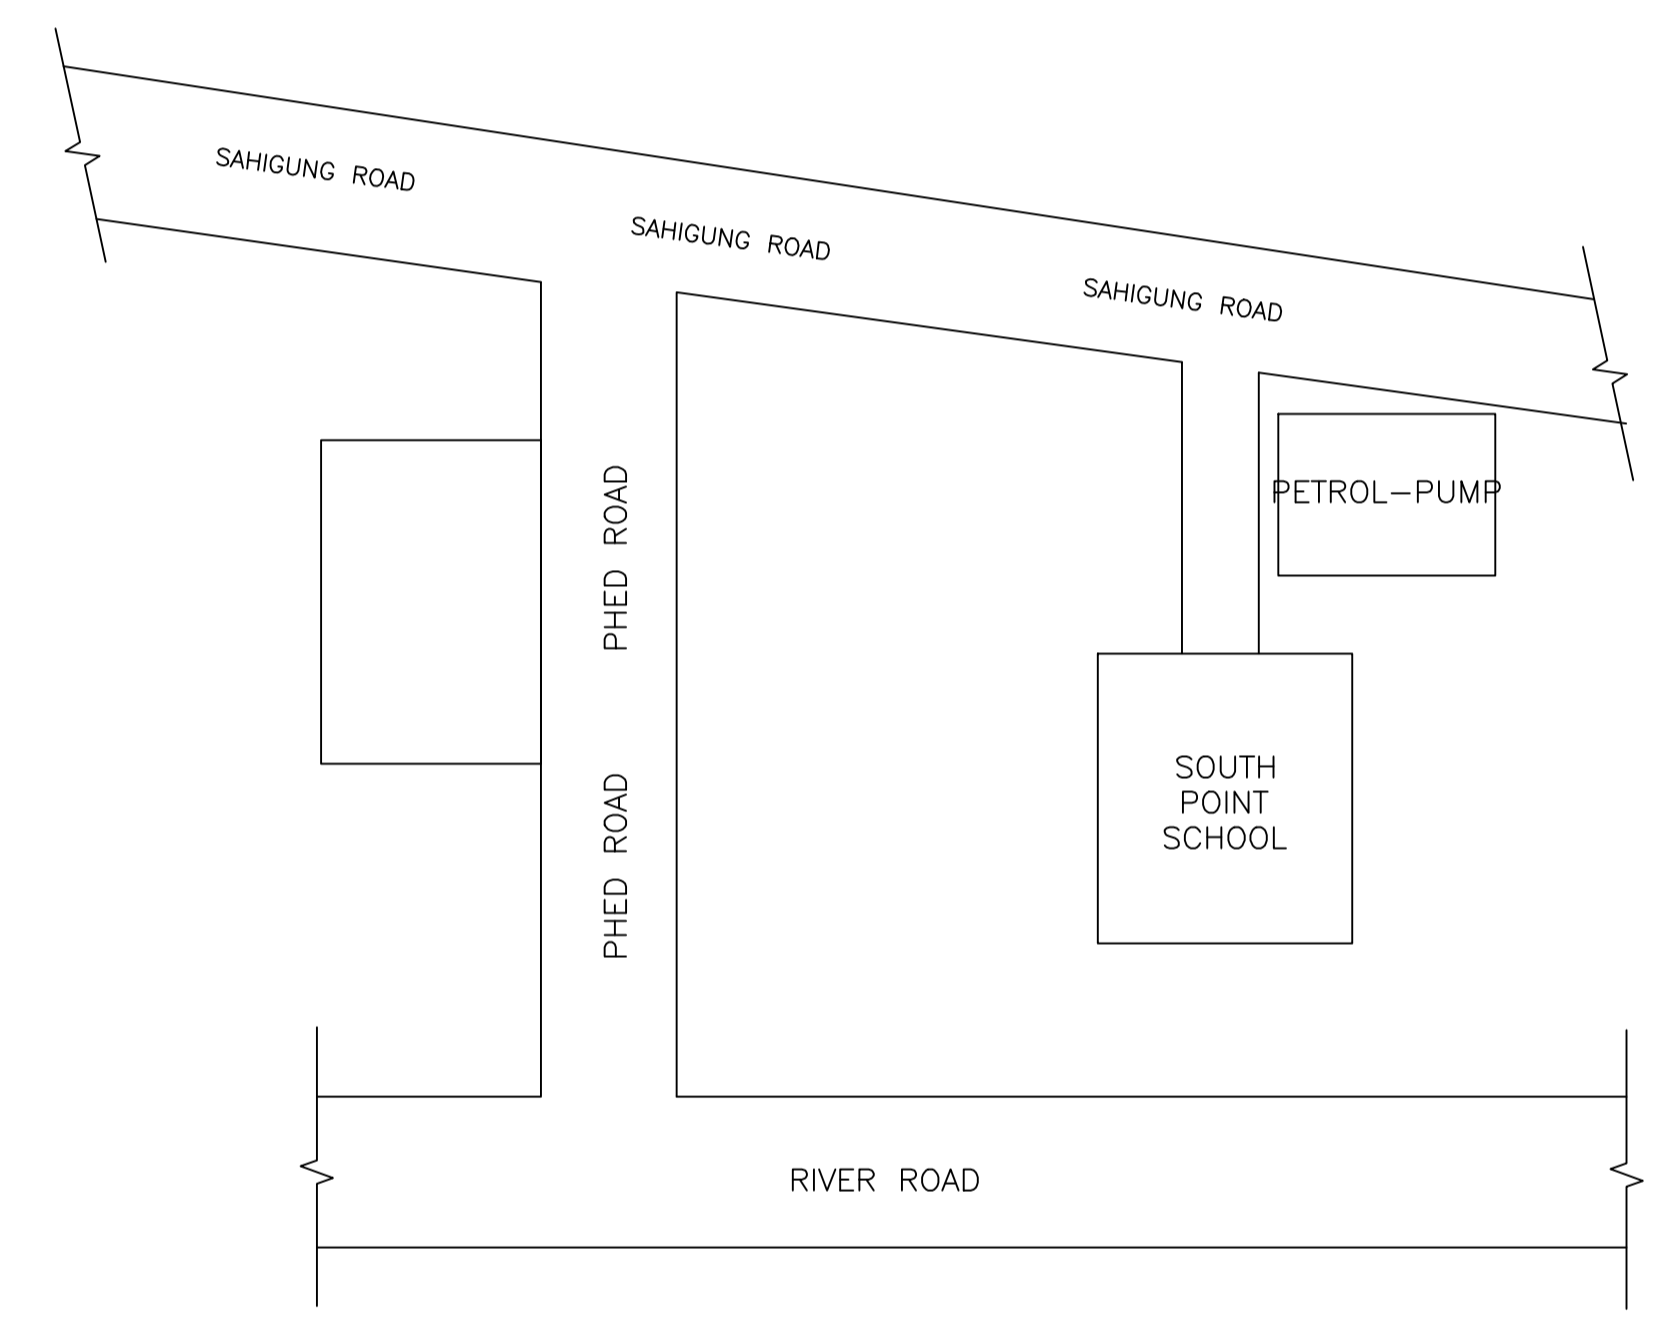 SAHIGUNG ROAD
SAHIGUNG ROAD
SAHIGUNG ROAD
PHED ROAD
PETROL-PUMP
SOUTH
POINT
SCHOOL
PHED ROAD
RIVER ROAD